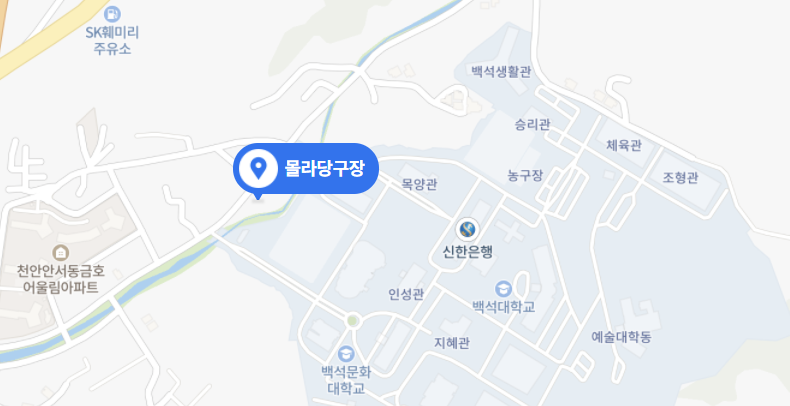 SK훼미리
주유소
백석생활관
승리관
체육관
몰라당구장
목양관
농구장
조형관
신한은행
천안안서동금호
어울림아파트
인성관
백석대학교
지혜관
예술대학동
백석문화
대학교